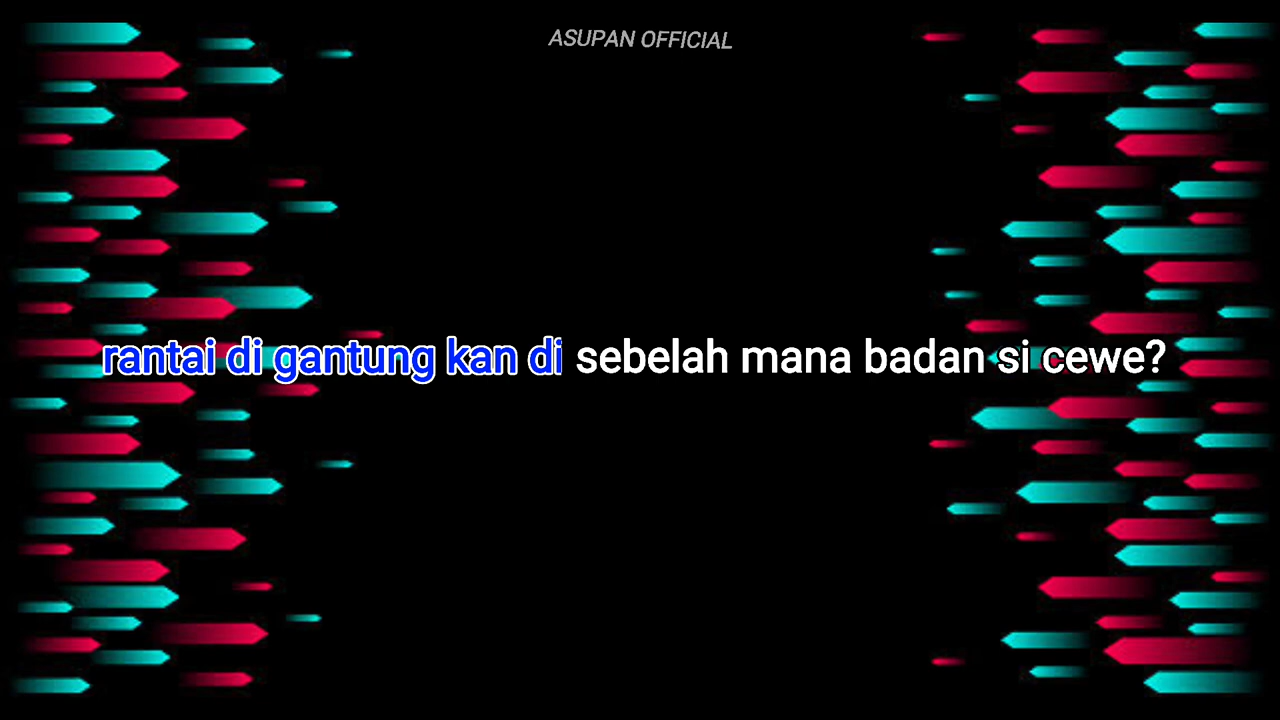 ASUPAN OFFICIAL
rantai di gantung kan di sebelah mana badan si cewe?